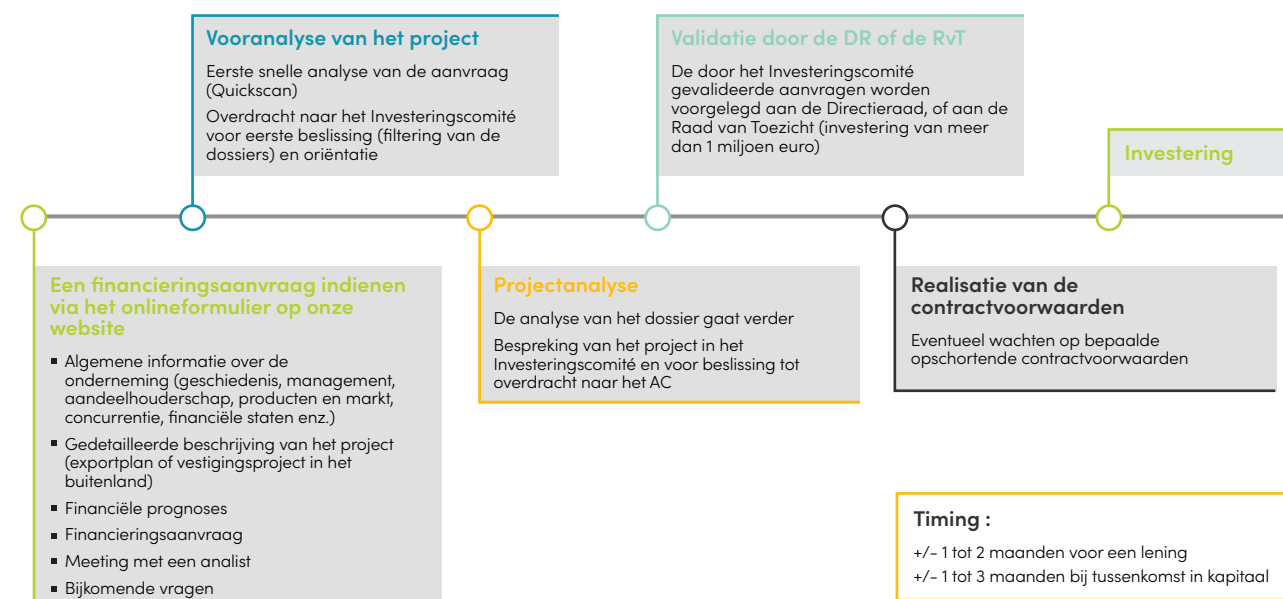 Vooranalyse van het project
Eerste snelle analyse van de aanvraag
(Quickscan)
Overdracht naar het Investeringscomité
voor eerste beslissing (filtering van de
dossiers) en oriëntatie
Validatie door de DR of de RvT
De door het Investeringscomité
gevalideerde aanvragen worden
voorgelegd aan de Directieraad, of aan de
Raad van Toezicht (investering van meer
dan 1 miljoen euro)
Investering
Een financieringsaanvraag indienen
via het onlineformulier op onze
website
▪ Algemene informatie over de
onderneming (geschiedenis, management,
aandeelhouderschap, producten en markt,
concurrentie, financiële staten enz.)
▪ Gedetailleerde beschrijving van het project
(exportplan of vestigingsproject in het
buitenland)
▪ Financiële prognoses
▪ Financieringsaanvraag
▪ Meeting met een analist
▪ Bijkomende vragen
Projectanalyse
De analyse van het dossier gaat verder
Bespreking van het project in het
Investeringscomité en voor beslissing tot
overdracht naar het AC
Realisatie van de
contractvoorwaarden
Eventueel wachten op bepaalde
opschortende contractvoorwaarden
Timing :
+/- 1 tot 2 maanden voor een lening
+/- 1 tot 3 maanden bij tussenkomst in kapitaal